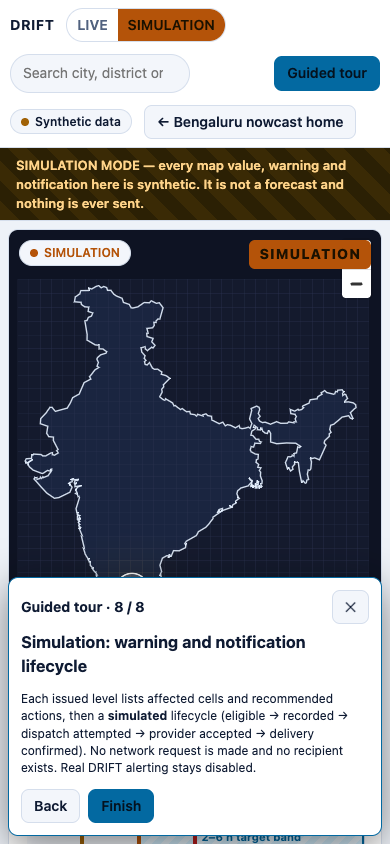 DRIFT LIVE SIMULATION
Search city, district or
Guided tour
Synthetic data
← Bengaluru nowcast home
SIMULATION MODE — every map value, warning and
notification here is synthetic. It is not a forecast and
nothing is ever sent.
SIMULATION
SIMULATION
Guided tour · 8 / 8
Simulation: warning and notification
lifecycle
Each issued level lists affected cells and recommended
actions, then a simulated lifecycle (eligible → recorded →
dispatch attempted → provider accepted → delivery
confirmed). No network request is made and no recipient
exists. Real DRIFT alerting stays disabled.
Back
Finish
2–6 h target band